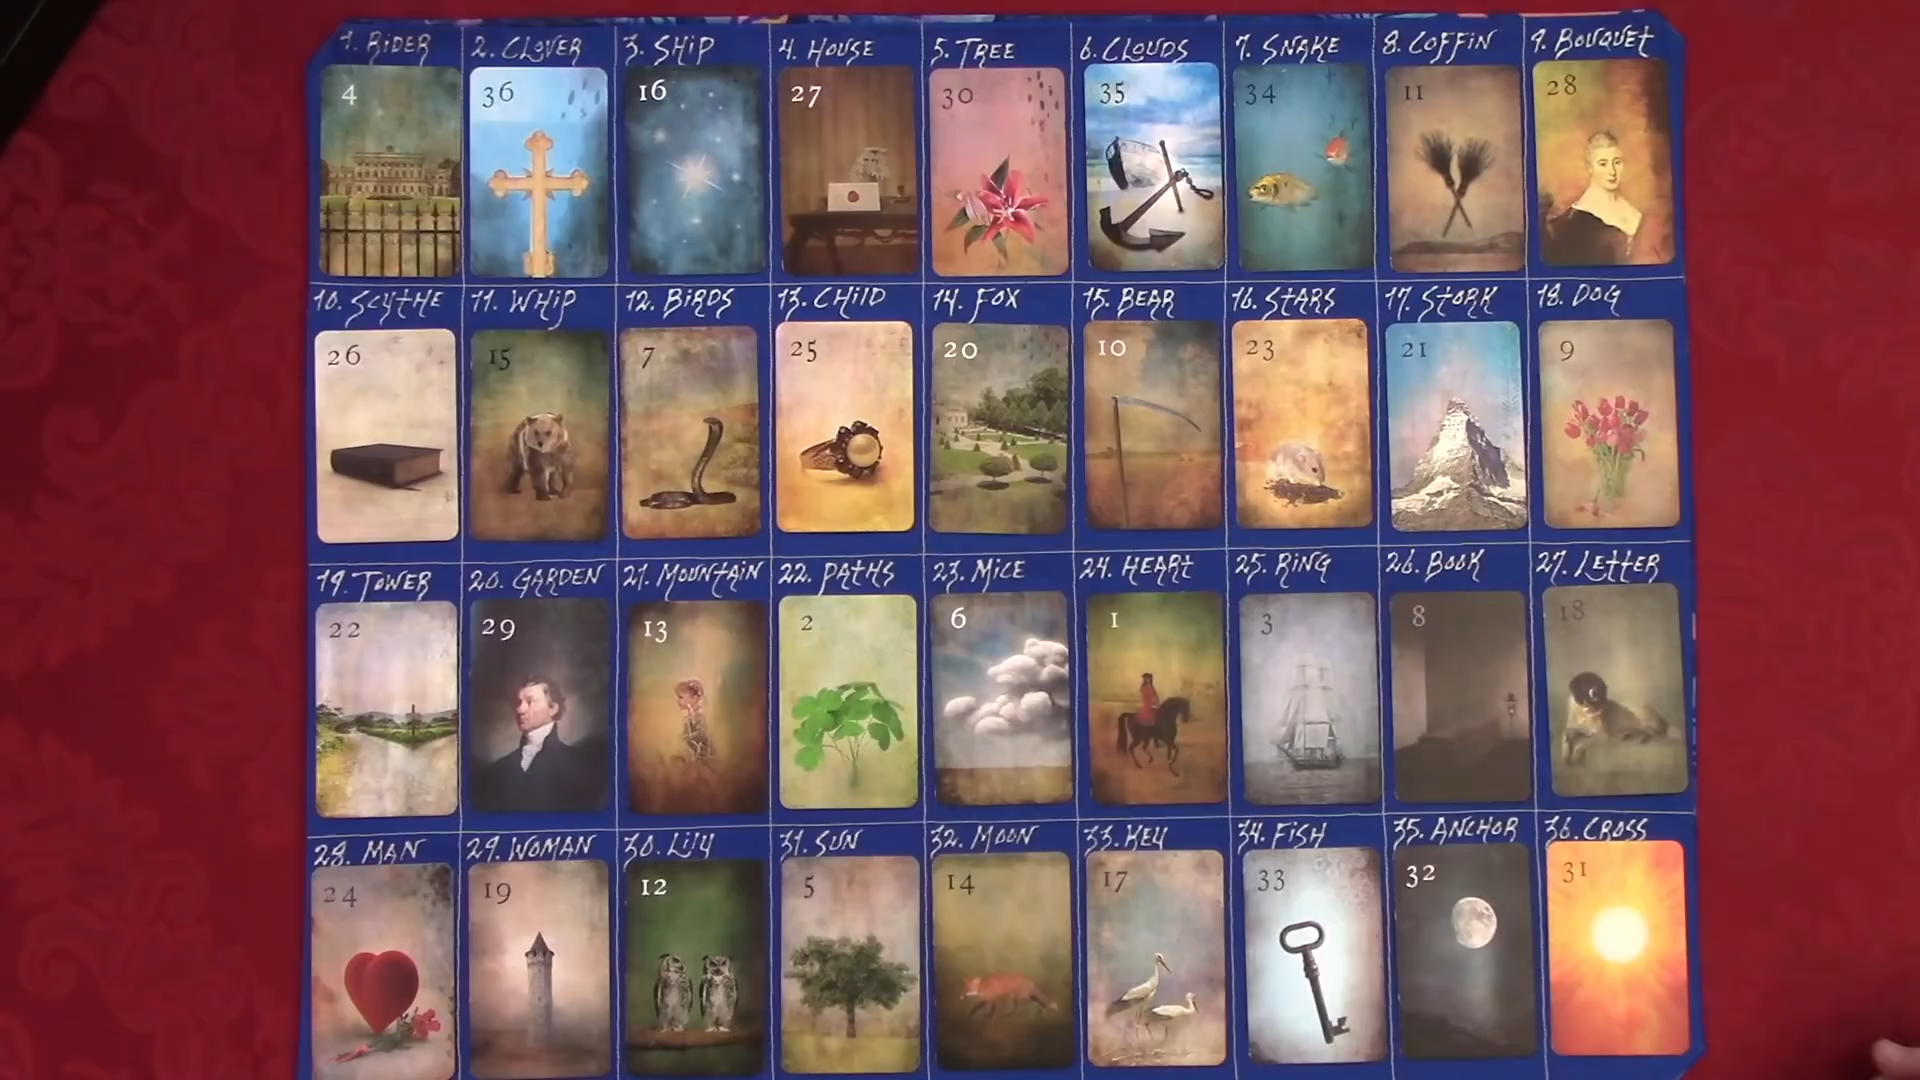 1. RIDER 2. CLOVER 3. SHIP 4. HOUSE 5. TREE 6. CLOUDS 7. SNAKE 8. COFFIN 9. BOUQUET
4 36 16 27 30 35 34 11 28
10. SCYTHE 11. WHIP 12. BIRDS 13. CHILD 14. FOX 15. BEAR 16. STARS 17. STORK 18. DOG
26 15 7 25 20 10 23 21 9
19. TOWER 20. GARDEN 21. MOUNTAIN 22. PATHS 23. MICE 24. HEART 25. RING 26. BOOK 27. LETTER
22 29 13 2 6 1 3 8 18
28. MAN 29. WOMAN 30. LILY 31. SUN 32. MOON 33. KEY 34. FISH 35. ANCHOR 36. CROSS
24 19 12 5 14 17 33 32 31